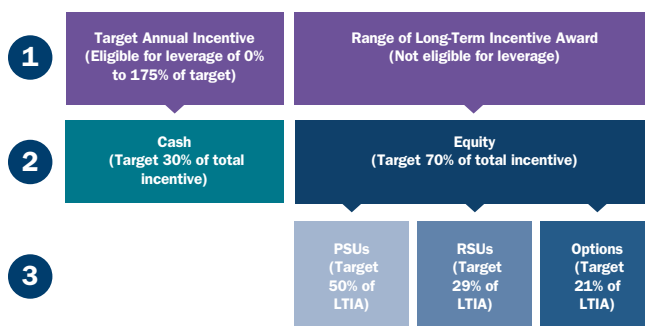 1
Target Annual Incentive
(Eligible for leverage of 0%
to 175% of target)
Range of Long-Term Incentive Award
(Not eligible for leverage)
2
Cash
(Target 30% of total
incentive)
Equity
(Target 70% of total incentive)
3
PSUs
(Target
50% of
LTIA)
RSUs
(Target
29% of
LTIA)
Options
(Target
21% of
LTIA)